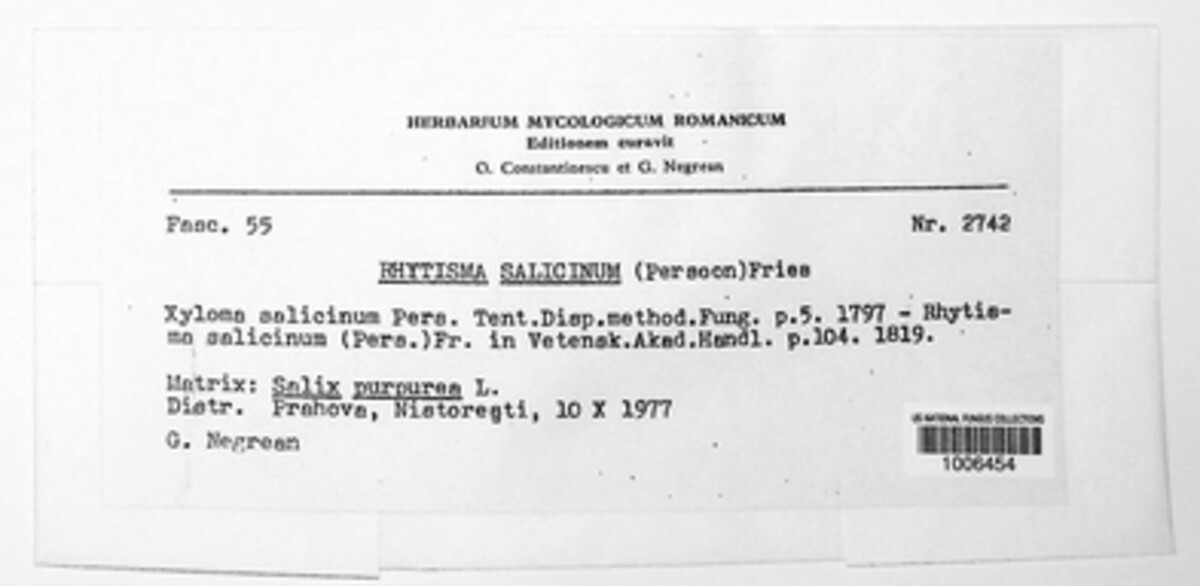 HERBARIUM MYCOLOGICUM ROMANICUM
Editionem curavit
O. Constantinescu et G. Negrean
Fasc. 55
Nr. 2742
RHYTISMA SALICINUM (Persoon)Fries
Xyloma salicinum Pers. Tent.Disp.method.Fung. p.5. 1797 - Rhytis-
ma salicinum (Pers.)Fr. in Vetensk.Akad.Handl. p.104. 1819.
Matrix: Salix purpurea L.
Distr. Prahova, Nistorești, 10 X 1977
G. Negrean
US NATIONAL FUNGUS COLLECTIONS
1006454